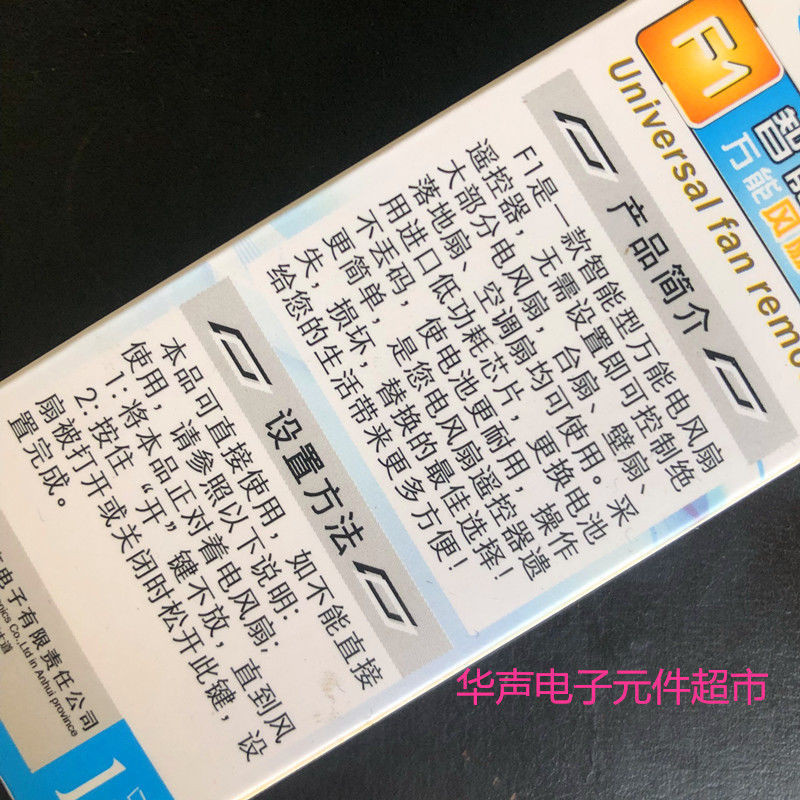 F1
智能
万能风扇
Universal fan remo
产品简介
F1是一款智能型万能电风扇
遥控器,无需设置即可控制绝
大部分电风扇,台扇、壁扇、
落地扇、空调扇均可使用。采
用进口低功耗芯片,更换电池
不丢码,使电池更耐用,操作
更简单,是您电风扇遥控器遗
失,损坏,替换的最佳选择!
给您的生活带来更多方便!
设置方法
本品可直接使用,如不能直接
使用,请参照以下说明:
1:将本品正对着电风扇;
2:按住“开”键不放,直到风
扇被打开或关闭时松开此键,设
置完成。
电子有限责任公司
onics Co.,Ltd in Anhui province
大道
华声电子元件超市